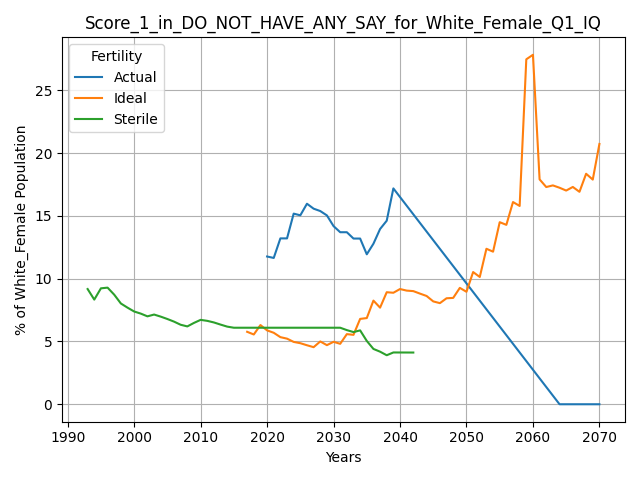 Score_1_in_DO_NOT_HAVE_ANY_SAY_for_White_Female_Q1_IQ
Fertility
Actual
Ideal
Sterile
% of White_Female Population
25
20
15
10
5
0
1990 2000 2010 2020 2030 2040 2050 2060 2070
Years